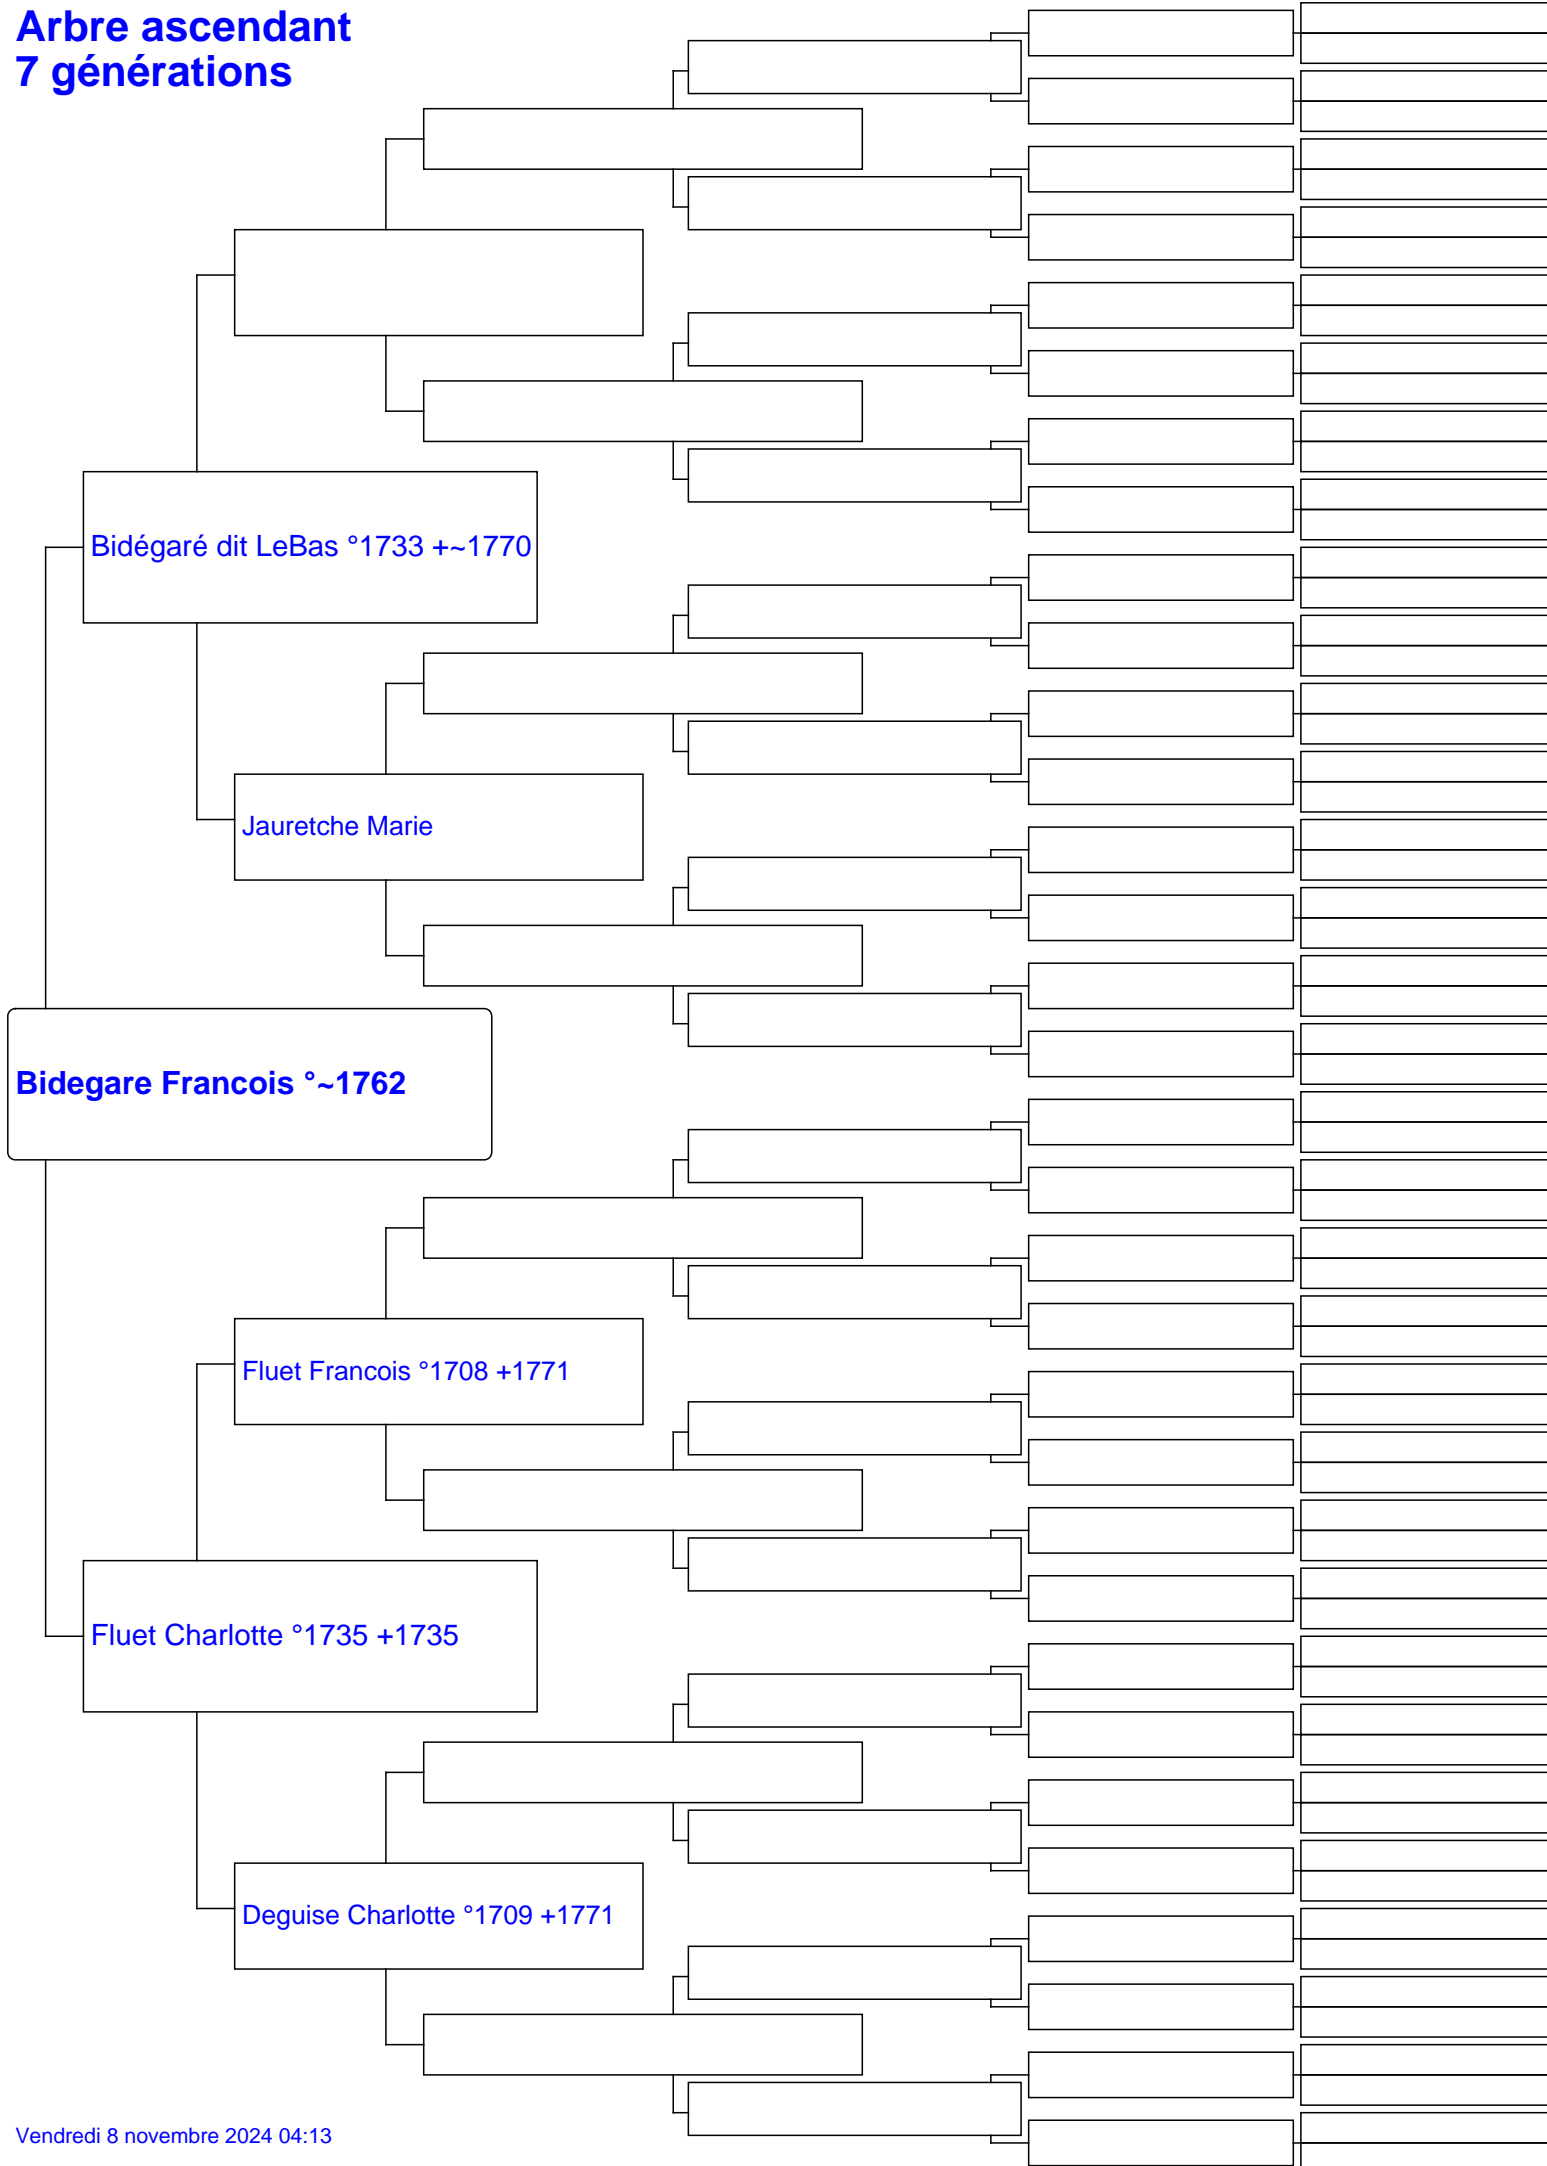 Arbre ascendant
7 générations
Bidégaré dit LeBas °1733 +~1770
Jauretche Marie
Bidegare Francois °~1762
Fluet Francois °1708 +1771
Fluet Charlotte °1735 +1735
Deguise Charlotte °1709 +1771
Vendredi 8 novembre 2024 04:13